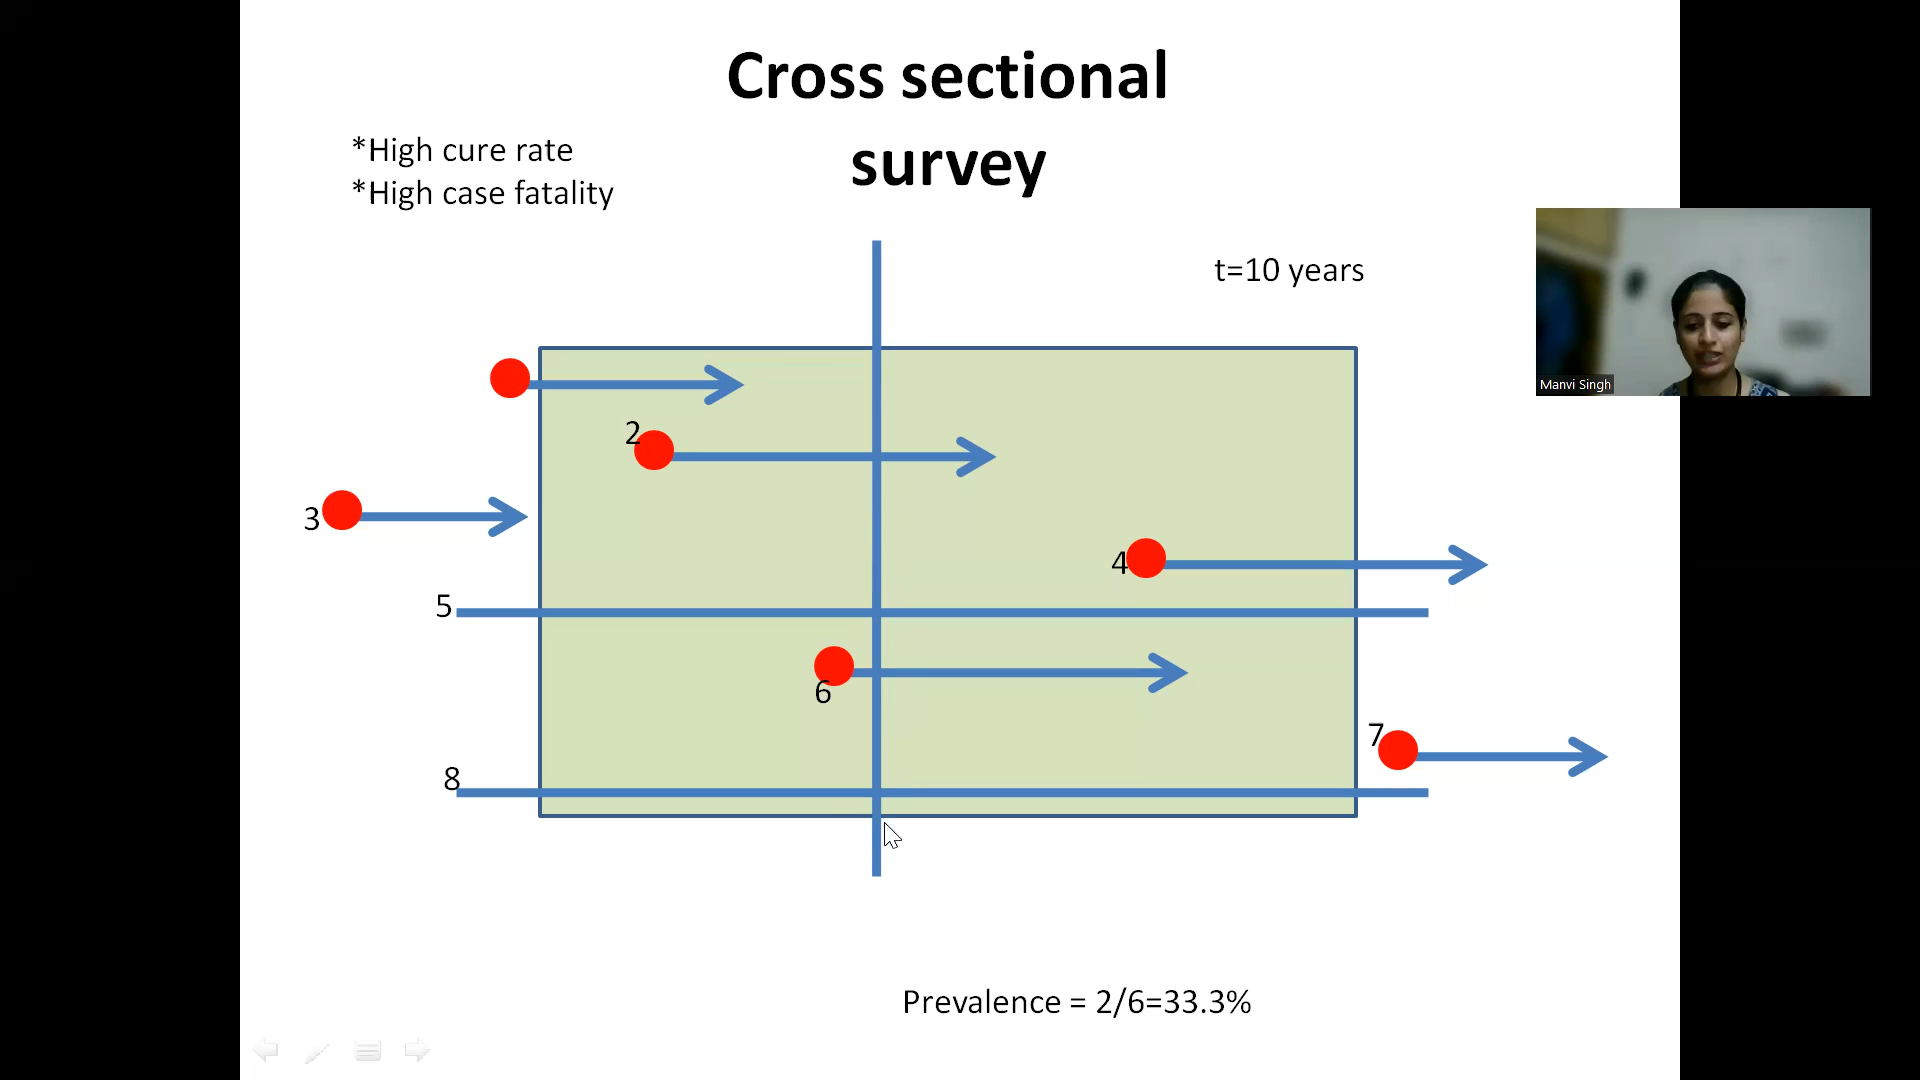 Cross sectional
survey
*High cure rate
*High case fatality
t=10 years
Manvi Singh
2
3
4
5
6
7
8
Prevalence = 2/6=33.3%